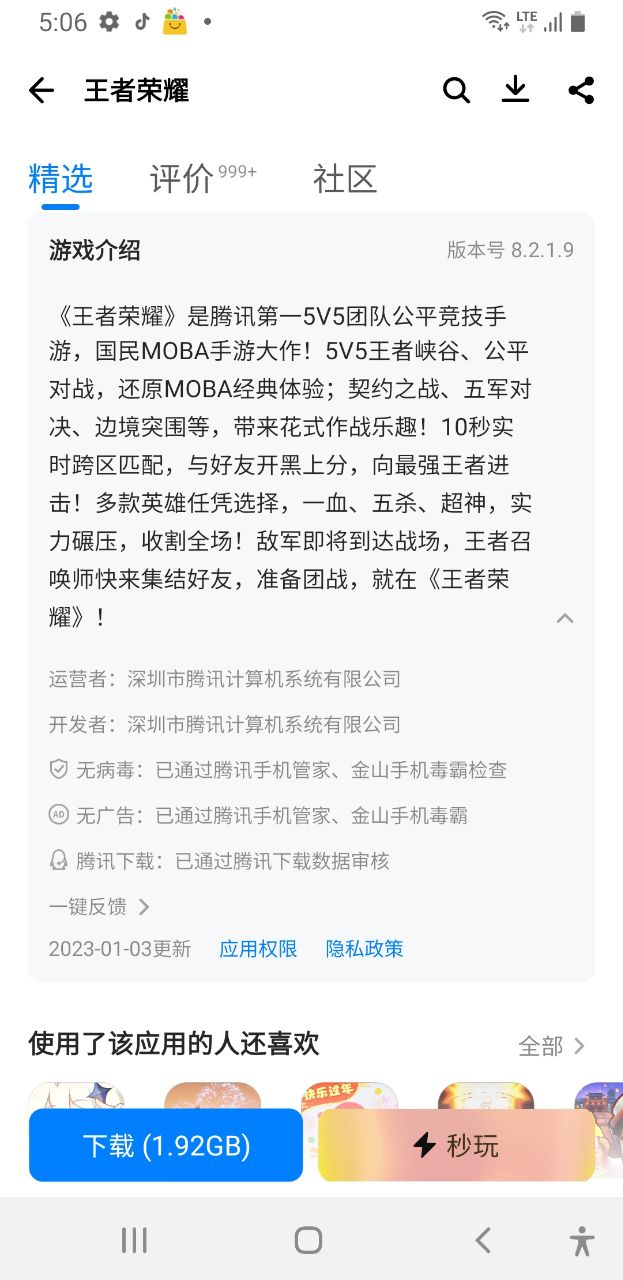 5:06
LTE
王者荣耀
精选
评价 999+
社区
游戏介绍
版本号 8.2.1.9
《王者荣耀》是腾讯第一5V5团队公平竞技手
游，国民MOBA手游大作！5V5王者峡谷、公平
对战，还原MOBA经典体验；契约之战、五军对
决、边境突围等，带来花式作战乐趣！10秒实
时跨区匹配，与好友开黑上分，向最强王者进
击！多款英雄任凭选择，一血、五杀、超神，实
力碾压，收割全场！敌军即将到达战场，王者召
唤师快来集结好友，准备团战，就在《王者荣
耀》！
运营者：深圳市腾讯计算机系统有限公司
开发者：深圳市腾讯计算机系统有限公司
无病毒：已通过腾讯手机管家、金山手机毒霸检查
AD 无广告：已通过腾讯手机管家、金山手机毒霸
腾讯下载：已通过腾讯下载数据审核
一键反馈
2023-01-03更新 应用权限 隐私政策
使用了该应用的人还喜欢
全部
快乐过年
下载 (1.92GB)
秒玩